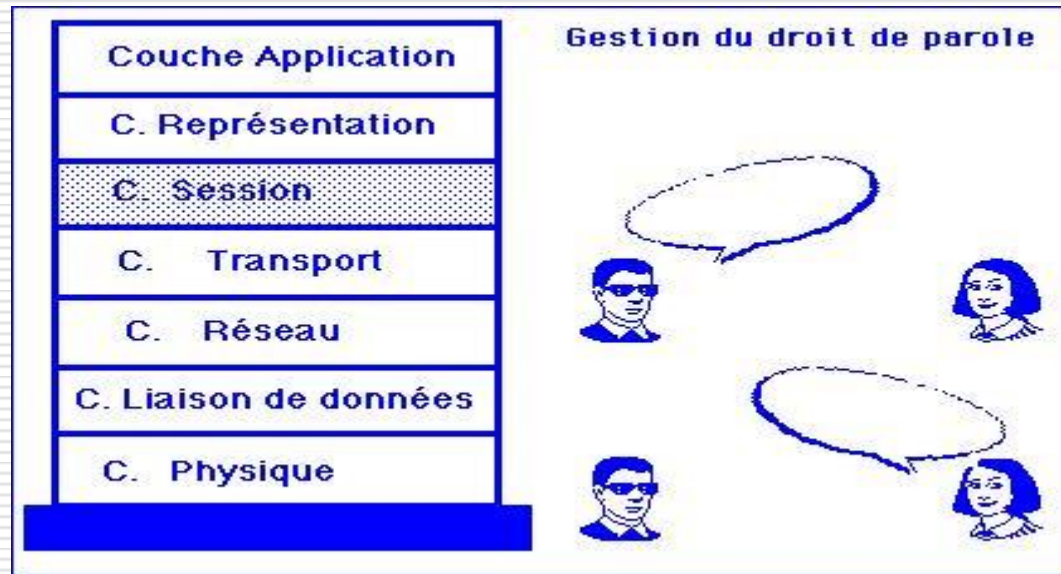 Couche Application
C. Représentation
C. Session
C. Transport
C. Réseau
C. Liaison de données
C. Physique
Gestion du droit de parole